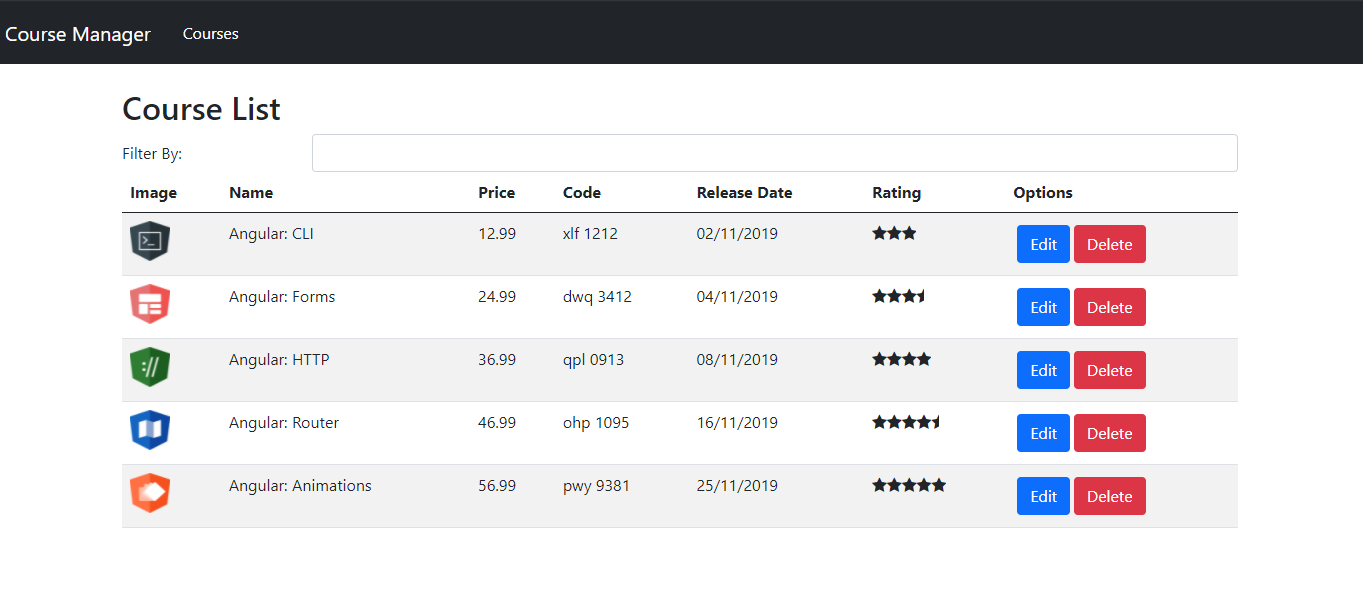 Course Manager Courses
Course List
Filter By:
Image Name Price Code Release Date Rating Options
Angular: CLI 12.99 xlf 1212 02/11/2019 Edit Delete
Angular: Forms 24.99 dwq 3412 04/11/2019 Edit Delete
Angular: HTTP 36.99 qpl 0913 08/11/2019 Edit Delete
Angular: Router 46.99 ohp 1095 16/11/2019 Edit Delete
Angular: Animations 56.99 pwy 9381 25/11/2019 Edit Delete